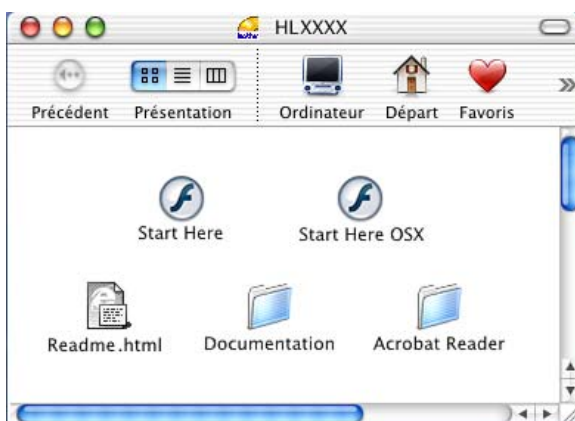 HLXXXX
Précédent Présentation Ordinateur Départ Favoris
Start Here Start Here OSX
Readme.html Documentation Acrobat Reader